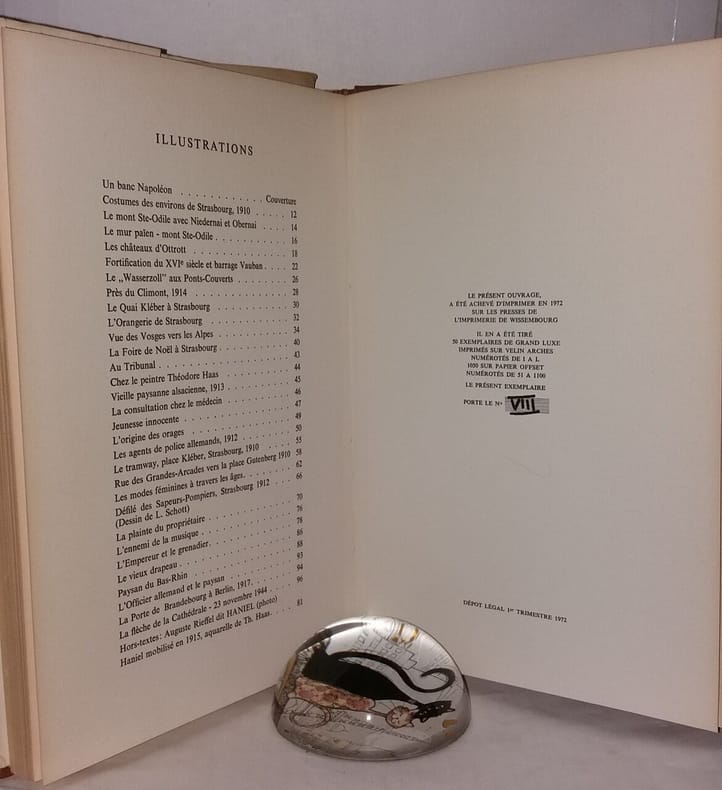 ILLUSTRATIONS
Un banc Napoléon . . . . . . . . . . . . Couverture
Costumes des environs de Strasbourg, 1910 . . . . . 12
Le mont Ste-Odile avec Niedernai et Obernai . . . . 14
Le mur païen - mont Ste-Odile . . . . . . . . . . . 16
Les châteaux d'Ottrott . . . . . . . . . . . . . . 18
Fortification du XVIe siècle et barrage Vauban . . . . 22
Le „Wasserzoll" aux Ponts-Couverts . . . . . . . . 26
Près du Climont, 1914 . . . . . . . . . . . . . . 28
Le Quai Kléber à Strasbourg . . . . . . . . . . . 30
L'Orangerie de Strasbourg . . . . . . . . . . . . 32
Vue des Vosges vers les Alpes . . . . . . . . . . 34
La Foire de Noël à Strasbourg . . . . . . . . . . 40
Au Tribunal . . . . . . . . . . . . . . . . . . 43
Chez le peintre Théodore Haas . . . . . . . . . . 44
Vieille paysanne alsacienne, 1913 . . . . . . . . . 45
La consultation chez le médecin . . . . . . . . . 46
Jeunesse innocente . . . . . . . . . . . . . . . 47
L'origine des orages . . . . . . . . . . . . . . 49
Les agents de police allemands, 1912 . . . . . . . 50
Le tramway, place Kléber, Strasbourg, 1910 . . . . 55
Rue des Grandes-Arcades vers la place Gutenberg 1910 58
Les modes féminines à travers les âges . . . . . . 62
Défilé des Sapeurs-Pompiers, Strasbourg 1912 . . . 66
(Dessin de L. Schott)
La plainte du propriétaire . . . . . . . . . . . . 70
L'ennemi de la musique . . . . . . . . . . . . . 76
L'Empereur et le grenadier . . . . . . . . . . . . 78
Le vieux drapeau . . . . . . . . . . . . . . . . 86
Paysan du Bas-Rhin . . . . . . . . . . . . . . . 88
L'Officier allemand et le paysan . . . . . . . . . 93
La Porte de Brandebourg à Berlin, 1917 . . . . . . 94
La flèche de la Cathédrale - 23 novembre 1944 . . . 96
Hors-textes : Auguste Rieffel dit HANIEL (photo)
Haniel mobilisé en 1915, aquarelle de Th. Haas . . . 81
LE PRÉSENT OUVRAGE,
A ÉTÉ ACHEVÉ D'IMPRIMER EN 1972
SUR LES PRESSES DE
L'IMPRIMERIE DE WISSEMBOURG
IL EN A ÉTÉ TIRÉ
50 EXEMPLAIRES DE GRAND LUXE
IMPRIMÉS SUR VELIN ARCHES
NUMÉROTÉS DE I A L
1050 SUR PAPIER OFFSET
NUMÉROTÉS DE 51 A 1100
LE PRÉSENT EXEMPLAIRE
PORTE LE No VIII
DÉPOT LÉGAL 1er TRIMESTRE 1972